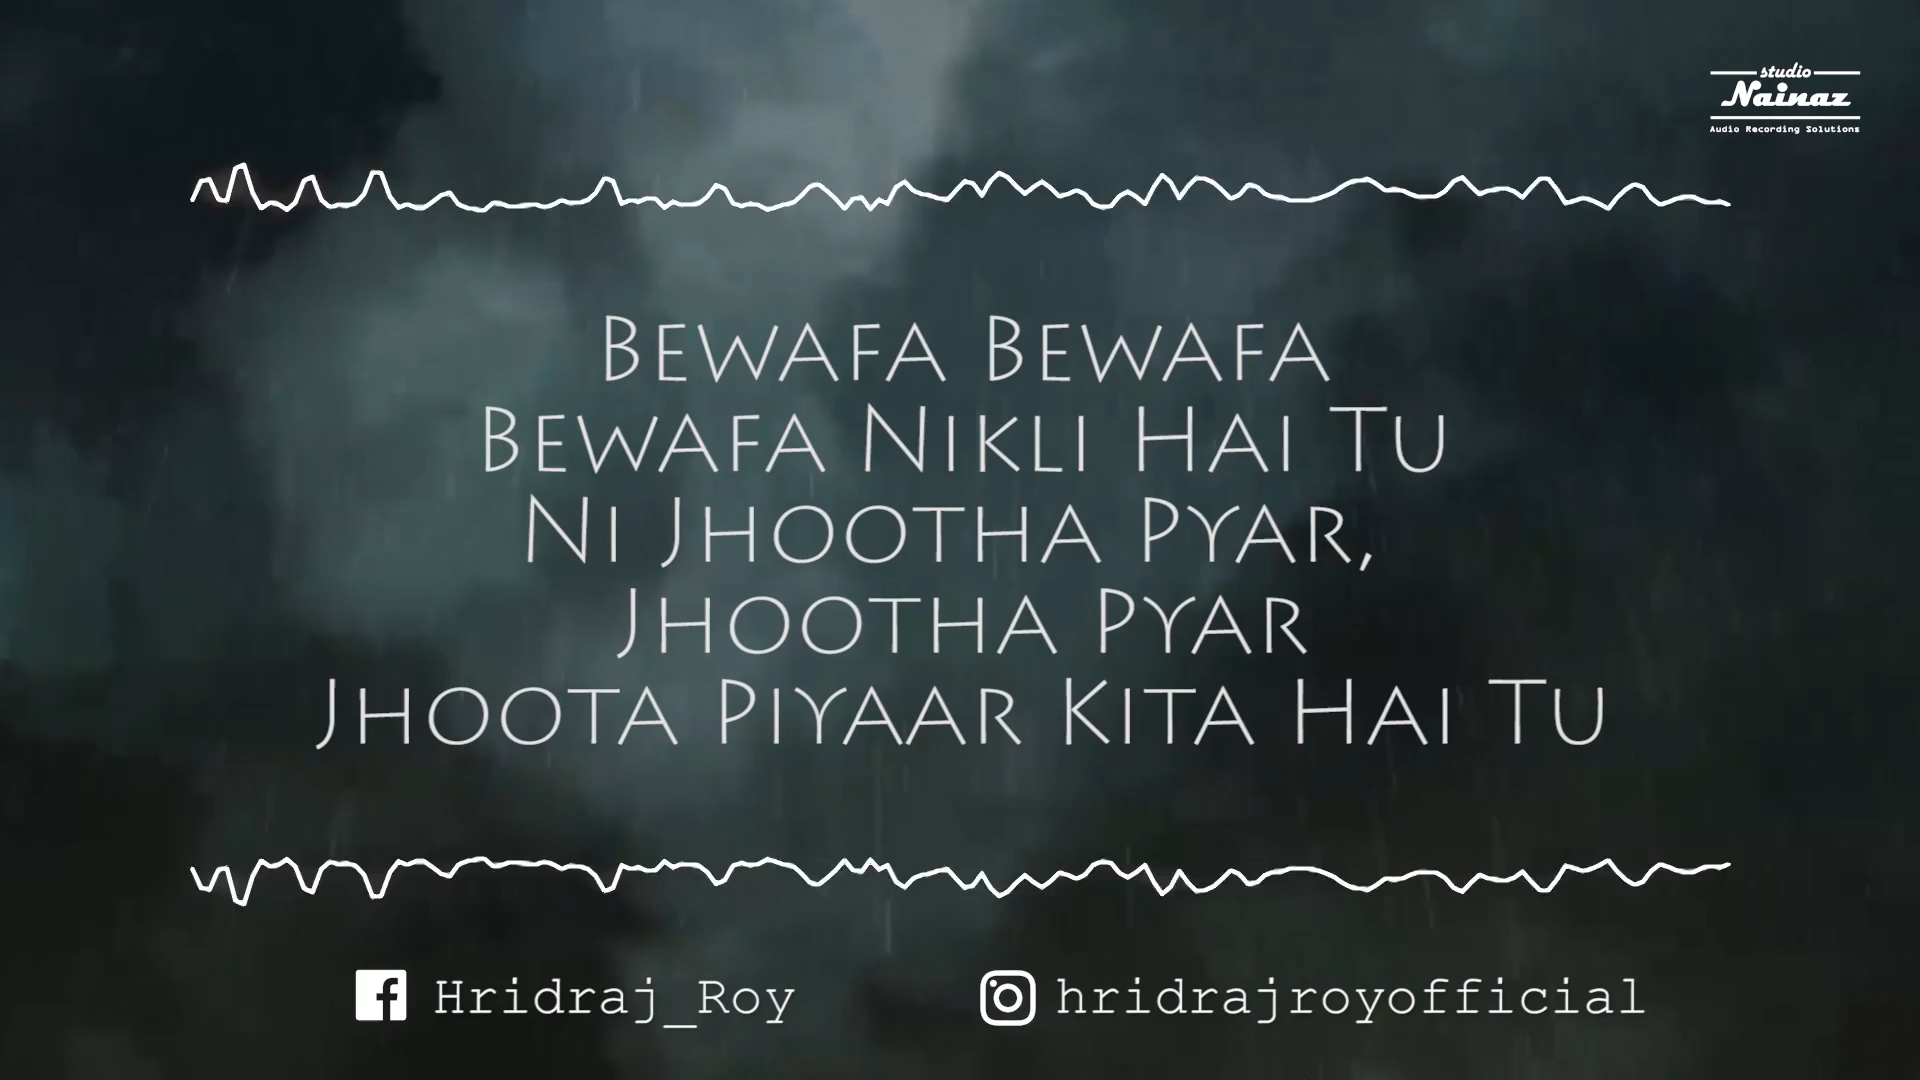 studio
Nainaz
Audio Recording Solutions
Bewafa Bewafa
Bewafa Nikli Hai Tu
Ni Jhootha Pyar,
Jhootha Pyar
Jhoota Piyaar Kita Hai Tu
Hridraj_Roy
hridrajroyofficial